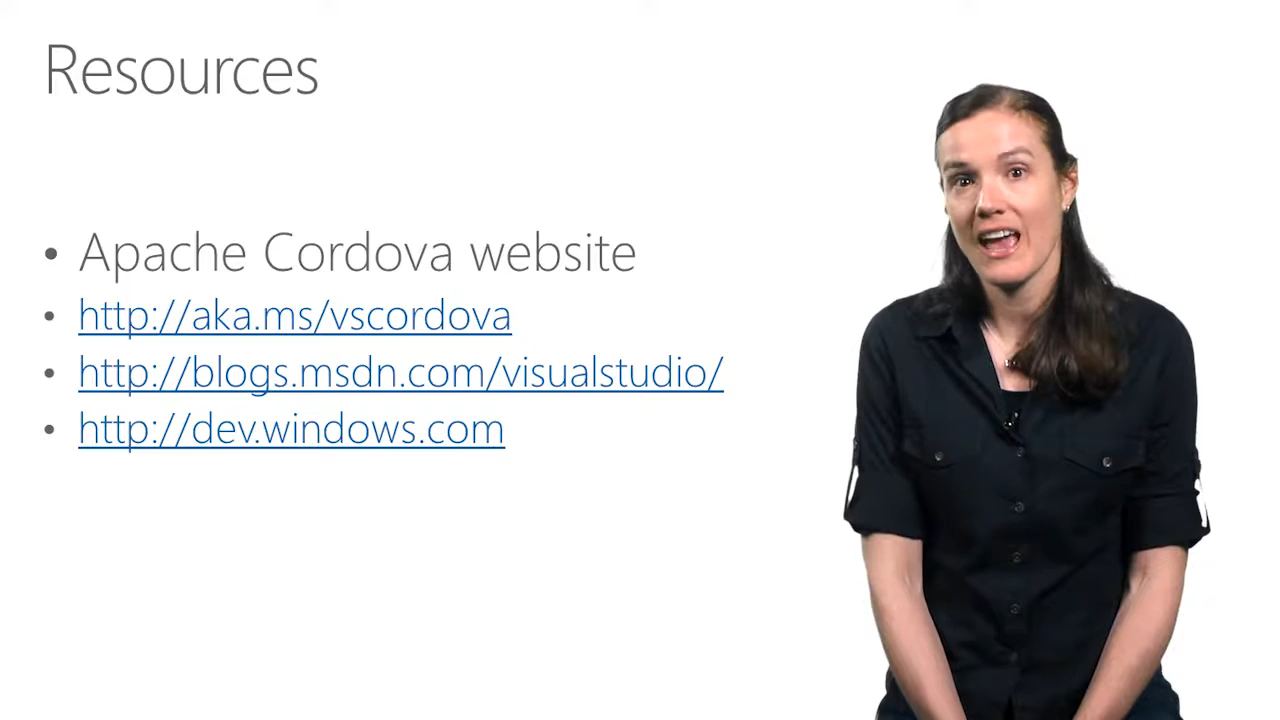 Resources
• Apache Cordova website
• http://aka.ms/vscordova
• http://blogs.msdn.com/visualstudio/
• http://dev.windows.com